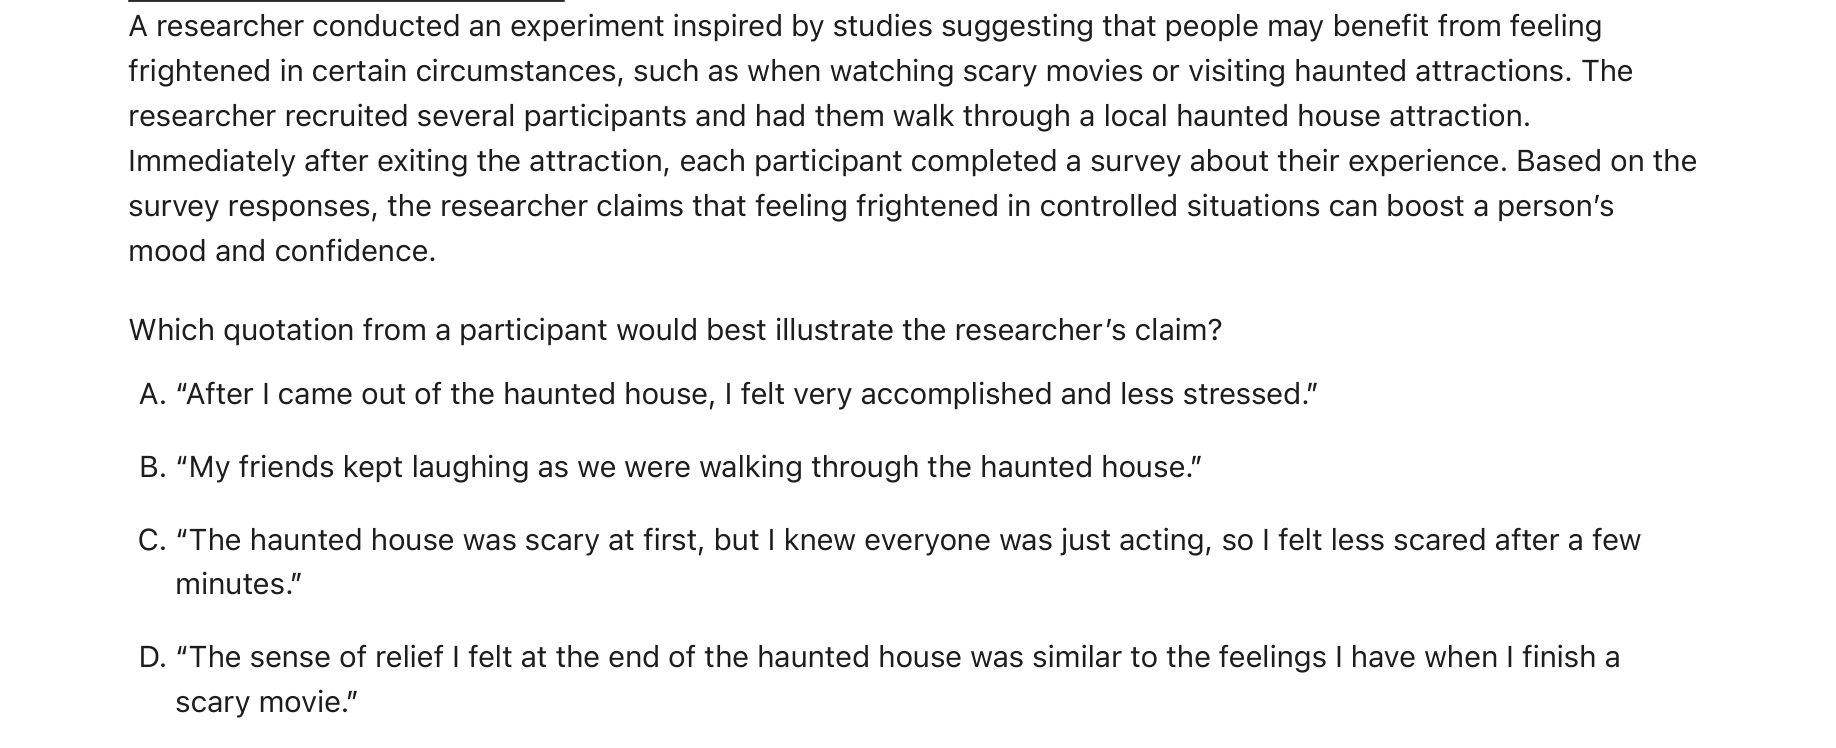 A researcher conducted an experiment inspired by studies suggesting that people may benefit from feeling
frightened in certain circumstances, such as when watching scary movies or visiting haunted attractions. The
researcher recruited several participants and had them walk through a local haunted house attraction.
Immediately after exiting the attraction, each participant completed a survey about their experience. Based on the
survey responses, the researcher claims that feeling frightened in controlled situations can boost a person’s
mood and confidence.
Which quotation from a participant would best illustrate the researcher’s claim?
A. “After I came out of the haunted house, I felt very accomplished and less stressed.”
B. “My friends kept laughing as we were walking through the haunted house.”
C. “The haunted house was scary at first, but I knew everyone was just acting, so I felt less scared after a few
minutes.”
D. “The sense of relief I felt at the end of the haunted house was similar to the feelings I have when I finish a
scary movie.”